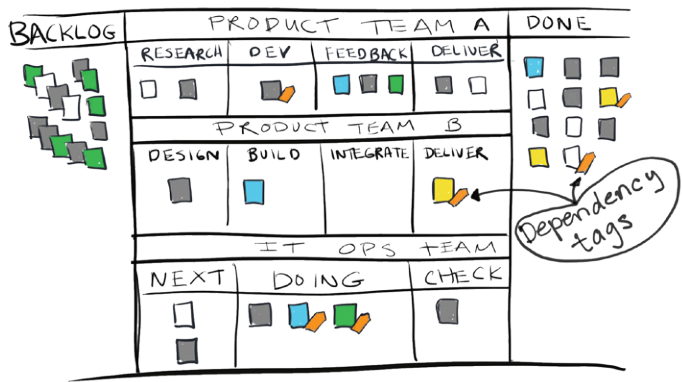 BACKLOG
PRODUCT TEAM A
DONE
RESEARCH
DEV
FEEDBACK
DELIVER
PRODUCT TEAM B
DESIGN
BUILD
INTEGRATE
DELIVER
Dependency
tags
IT OPS TEAM
NEXT
DOING
CHECK